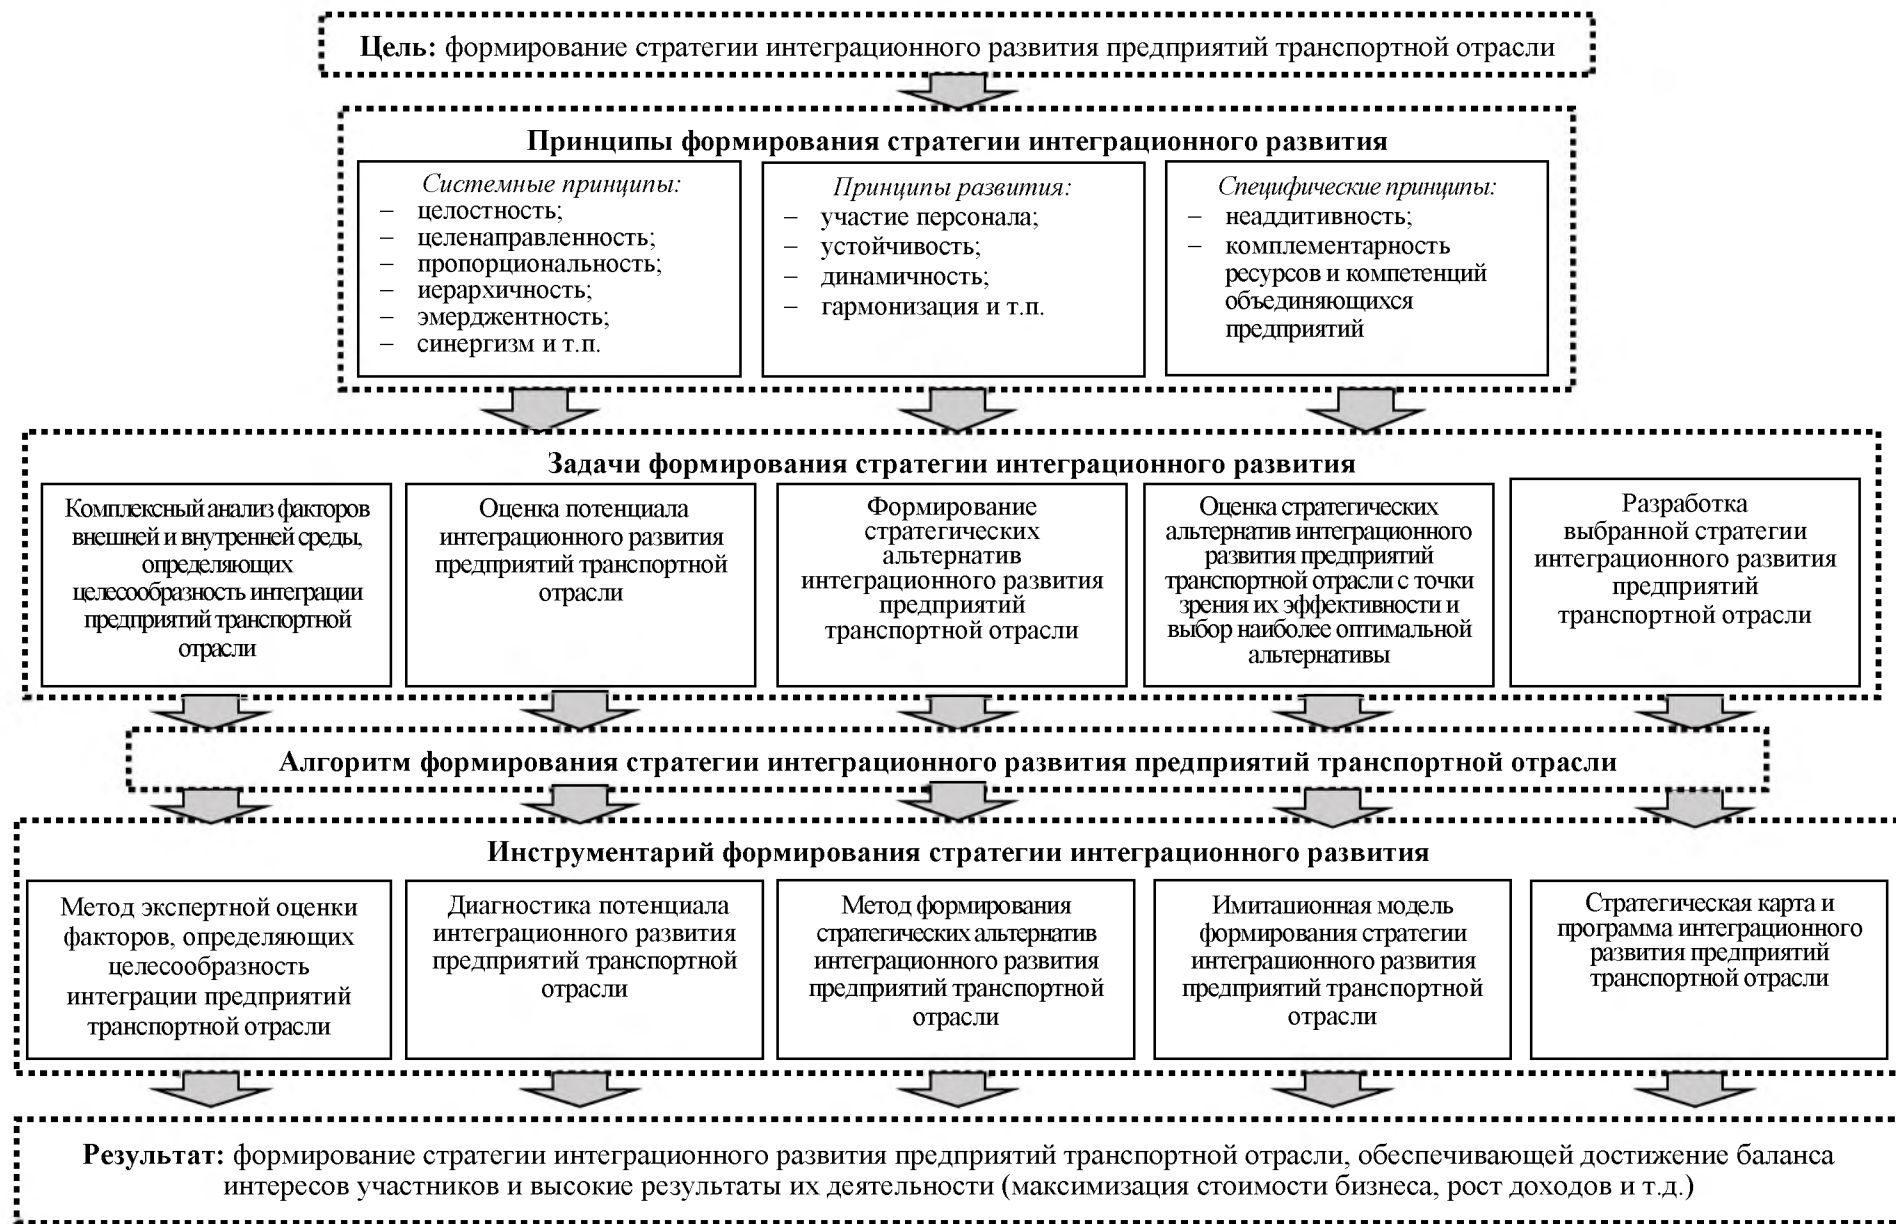 Цель: формирование стратегии интеграционного развития предприятий транспортной отрасли
Принципы формирования стратегии интеграционного развития
Системные принципы:
– целостность;
– целенаправленность;
– пропорциональность;
– иерархичность;
– эмерджентность;
– синергизм и т.п.
Принципы развития:
– участие персонала;
– устойчивость;
– динамичность;
– гармонизация и т.п.
Специфические принципы:
– неаддитивность;
– комплементарность
ресурсов и компетенций
объединяющихся
предприятий
Задачи формирования стратегии интеграционного развития
Комплексный анализ факторов
внешней и внутренней среды,
определяющих
целесообразность интеграции
предприятий транспортной
отрасли
Оценка потенциала
интеграционного развития
предприятий транспортной
отрасли
Формирование
стратегических
альтернатив
интеграционного развития
предприятий
транспортной отрасли
Оценка стратегических
альтернатив интеграционного
развития предприятий
транспортной отрасли с точки
зрения их эффективности и
выбор наиболее оптимальной
альтернативы
Разработка
выбранной стратегии
интеграционного развития
предприятий
транспортной отрасли
Алгоритм формирования стратегии интеграционного развития предприятий транспортной отрасли
Инструментарий формирования стратегии интеграционного развития
Метод экспертной оценки
факторов, определяющих
целесообразность
интеграции предприятий
транспортной отрасли
Диагностика потенциала
интеграционного развития
предприятий транспортной
отрасли
Метод формирования
стратегических альтернатив
интеграционного развития
предприятий транспортной
отрасли
Имитационная модель
формирования стратегии
интеграционного развития
предприятий транспортной
отрасли
Стратегическая карта и
программа интеграционного
развития предприятий
транспортной отрасли
Результат: формирование стратегии интеграционного развития предприятий транспортной отрасли, обеспечивающей достижение баланса
интересов участников и высокие результаты их деятельности (максимизация стоимости бизнеса, рост доходов и т.д.)